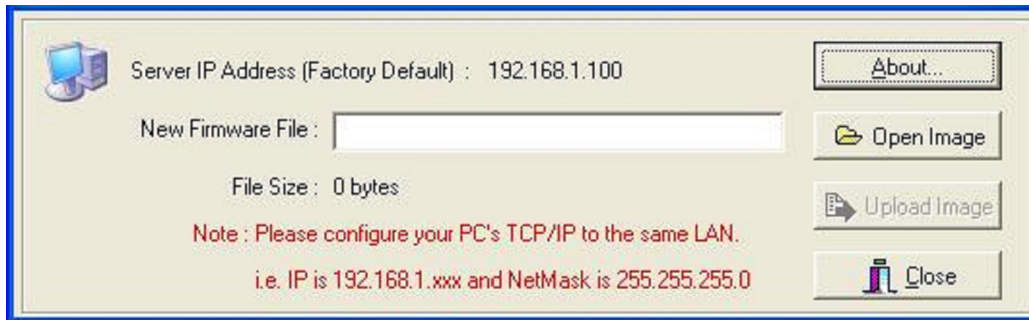 Server IP Address (Factory Default) : 192.168.1.100
About...
New Firmware File :
Open Image
File Size : 0 bytes
Upload Image
Note : Please configure your PC's TCP/IP to the same LAN.
i.e. IP is 192.168.1.xxx and NetMask is 255.255.255.0
Close